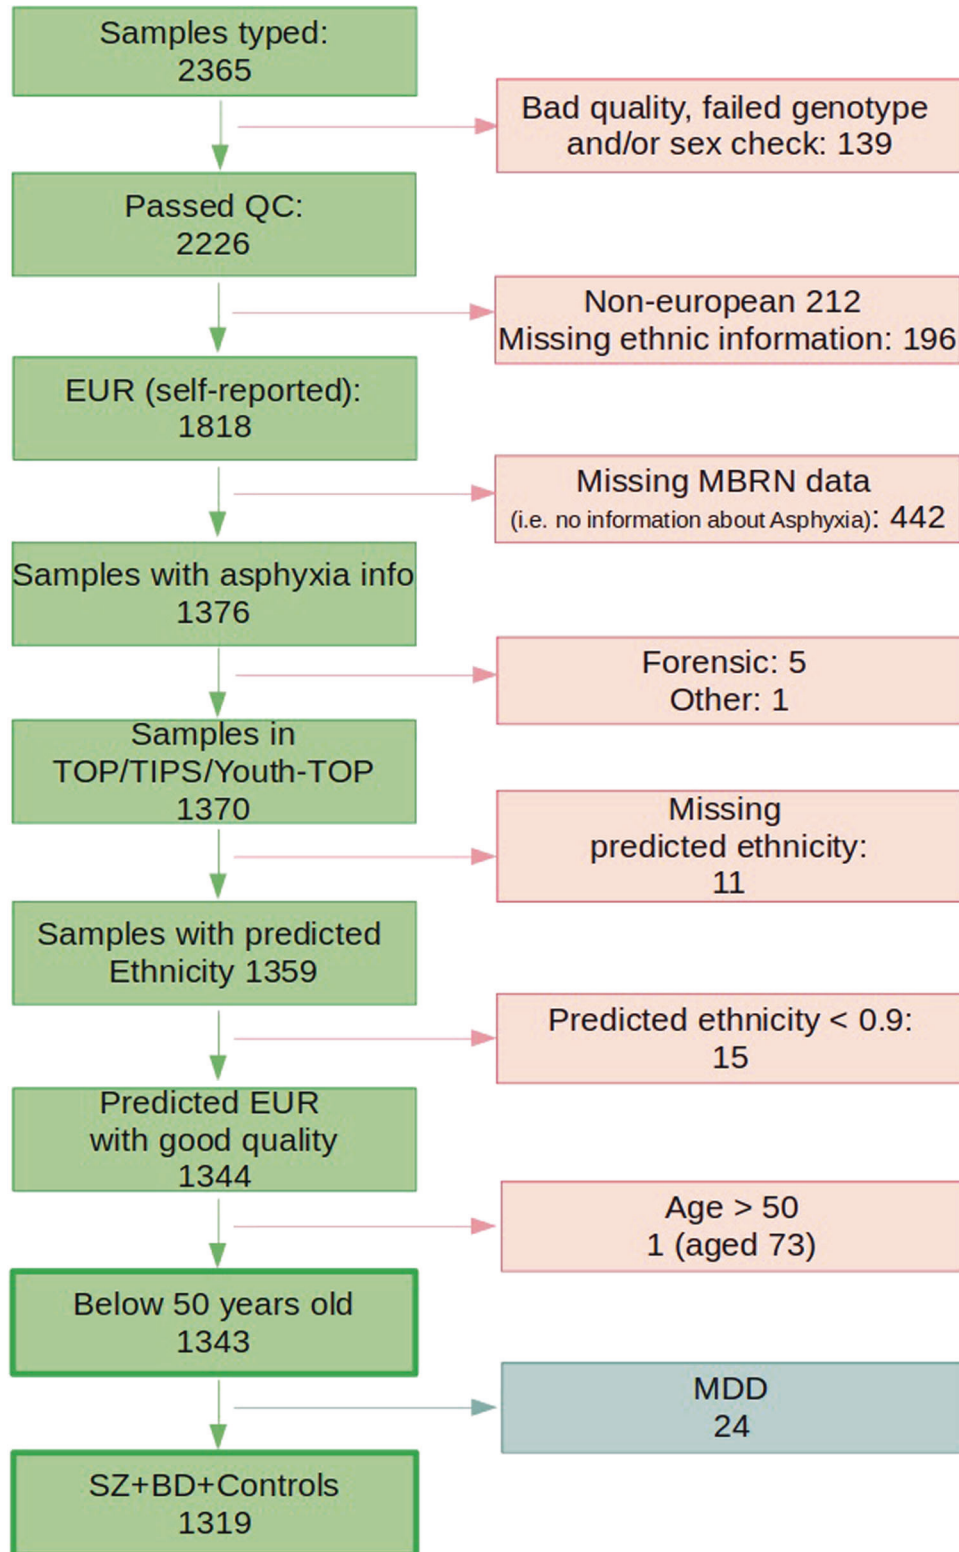 Samples typed:
2365
Bad quality, failed genotype
and/or sex check: 139
Passed QC:
2226
Non-european 212
Missing ethnic information: 196
EUR (self-reported):
1818
Missing MBRN data
(i.e. no information about Asphyxia): 442
Samples with asphyxia info
1376
Forensic: 5
Other: 1
Samples in
TOP/TIPS/Youth-TOP
1370
Missing
predicted ethnicity:
11
Samples with predicted
Ethnicity 1359
Predicted ethnicity < 0.9:
15
Predicted EUR
with good quality
1344
Age > 50
1 (aged 73)
Below 50 years old
1343
MDD
24
SZ+BD+Controls
1319